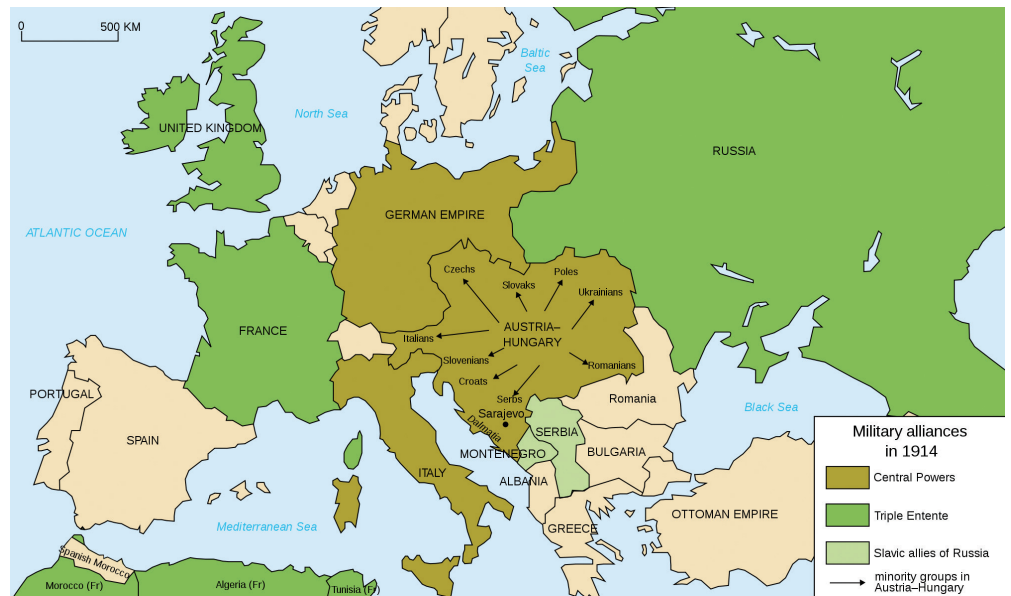 0 500 KM
Baltic
Sea
North Sea
UNITED KINGDOM
RUSSIA
GERMAN EMPIRE
ATLANTIC OCEAN
Czechs
Slovaks
Poles
Ukrainians
FRANCE
AUSTRIA–
HUNGARY
Italians
Slovenians
Romanians
Croats
PORTUGAL
Serbs
Romania
Sarajevo
Black Sea
Dalmatia
SERBIA
SPAIN
MONTENEGRO
BULGARIA
ITALY
ALBANIA
OTTOMAN EMPIRE
Mediterranean Sea
GREECE
Spanish Morocco
Morocco (Fr)
Algeria (Fr)
Tunisia (Fr)
Military alliances
in 1914
Central Powers
Triple Entente
Slavic allies of Russia
minority groups in
Austria–Hungary